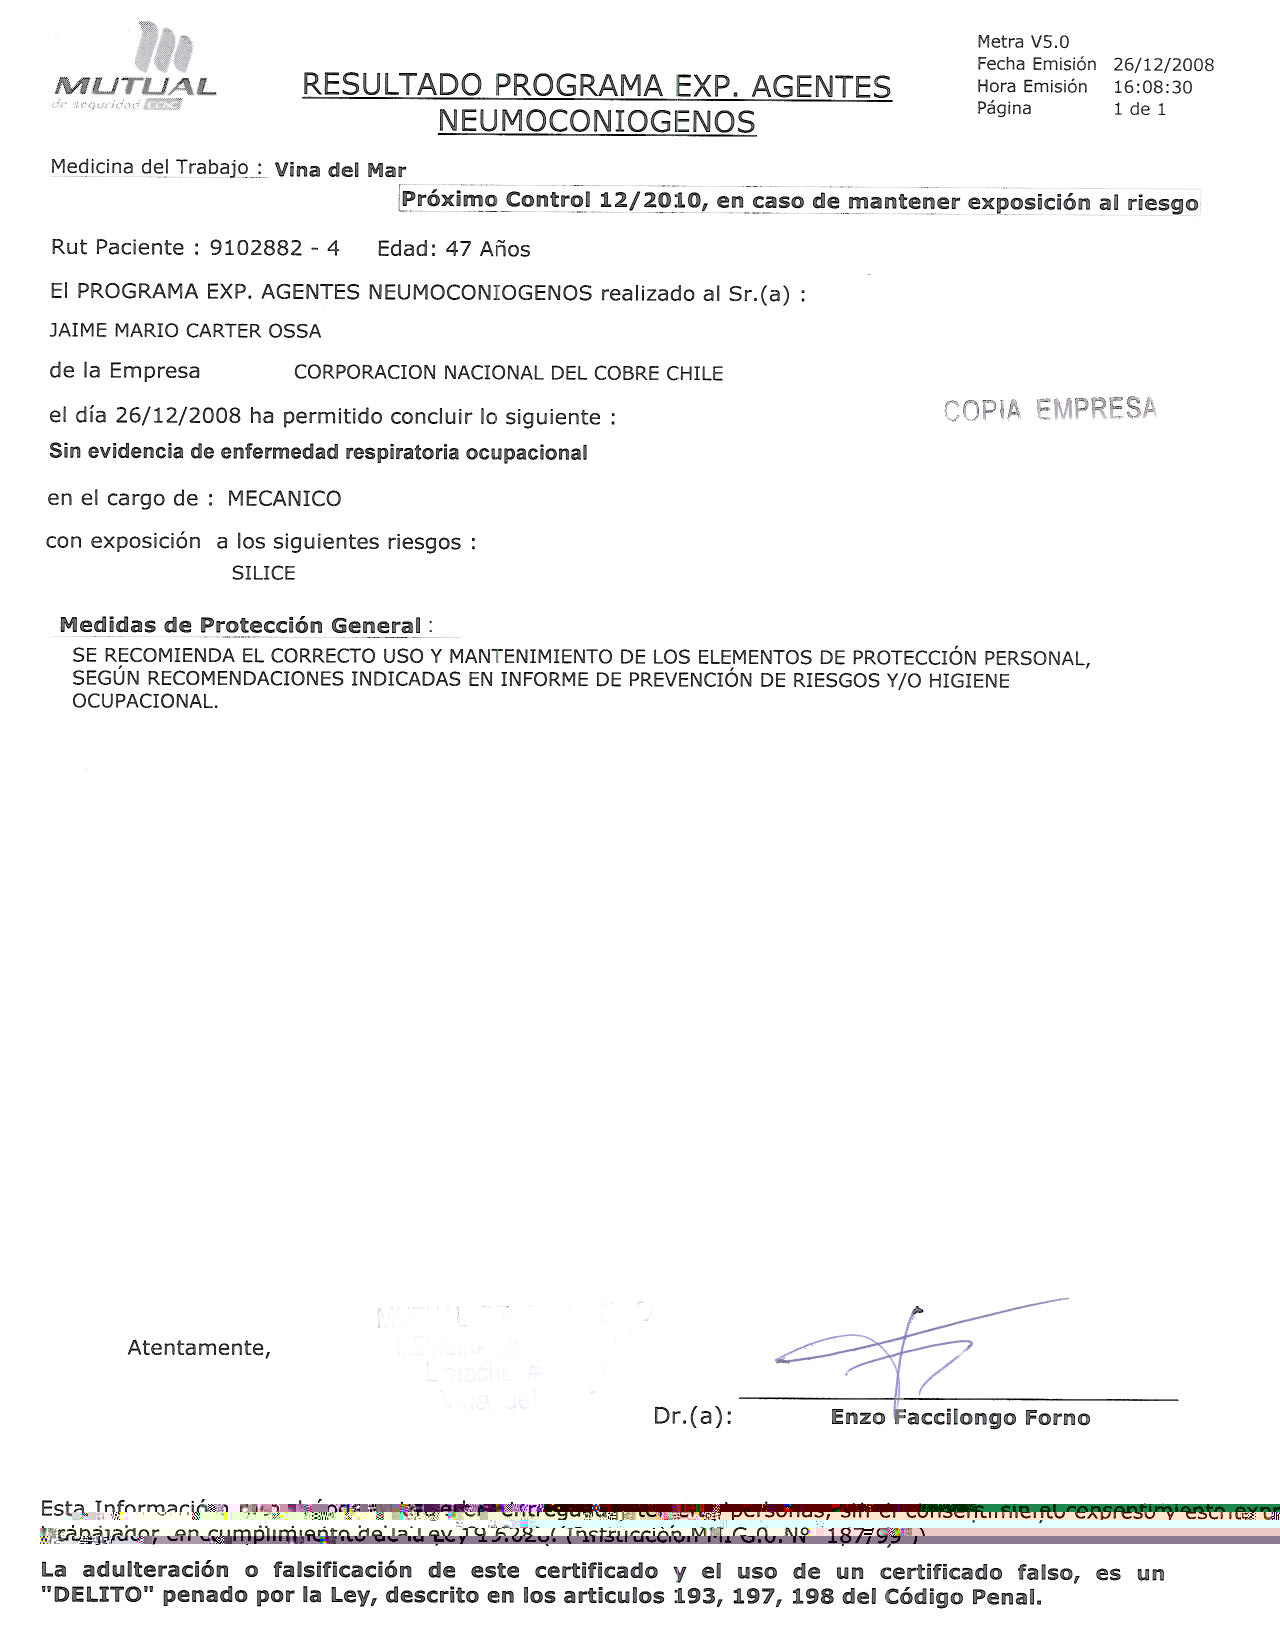 MUTUAL
de seguridad CChC
RESULTADO PROGRAMA EXP. AGENTES
NEUMOCONIOGENOS
Metra V5.0
Fecha Emisión 26/12/2008
Hora Emisión 16:08:30
Página 1 de 1
Medicina del Trabajo : Vina del Mar
Próximo Control 12/2010, en caso de mantener exposición al riesgo
Rut Paciente : 9102882 - 4 Edad: 47 Años
El PROGRAMA EXP. AGENTES NEUMOCONIOGENOS realizado al Sr.(a) :
JAIME MARIO CARTER OSSA
de la Empresa CORPORACION NACIONAL DEL COBRE CHILE
el día 26/12/2008 ha permitido concluir lo siguiente :
COPIA EMPRESA
Sin evidencia de enfermedad respiratoria ocupacional
en el cargo de : MECANICO
con exposición a los siguientes riesgos :
SILICE
Medidas de Protección General :
SE RECOMIENDA EL CORRECTO USO Y MANTENIMIENTO DE LOS ELEMENTOS DE PROTECCIÓN PERSONAL,
SEGÚN RECOMENDACIONES INDICADAS EN INFORME DE PREVENCIÓN DE RIESGOS Y/O HIGIENE
OCUPACIONAL.
MUTUAL
Limache #
Viña del
Atentamente,
Dr.(a): Enzo Faccilongo Forno
Esta Información personas, sin el consentimiento expreso y escrito
trabajador, en cumplimiento de la Ley 19.628. ( Instrucción M.I.G.O. Nº )
La adulteración o falsificación de este certificado y el uso de un certificado falso, es un
"DELITO" penado por la Ley, descrito en los articulos 193, 197, 198 del Código Penal.